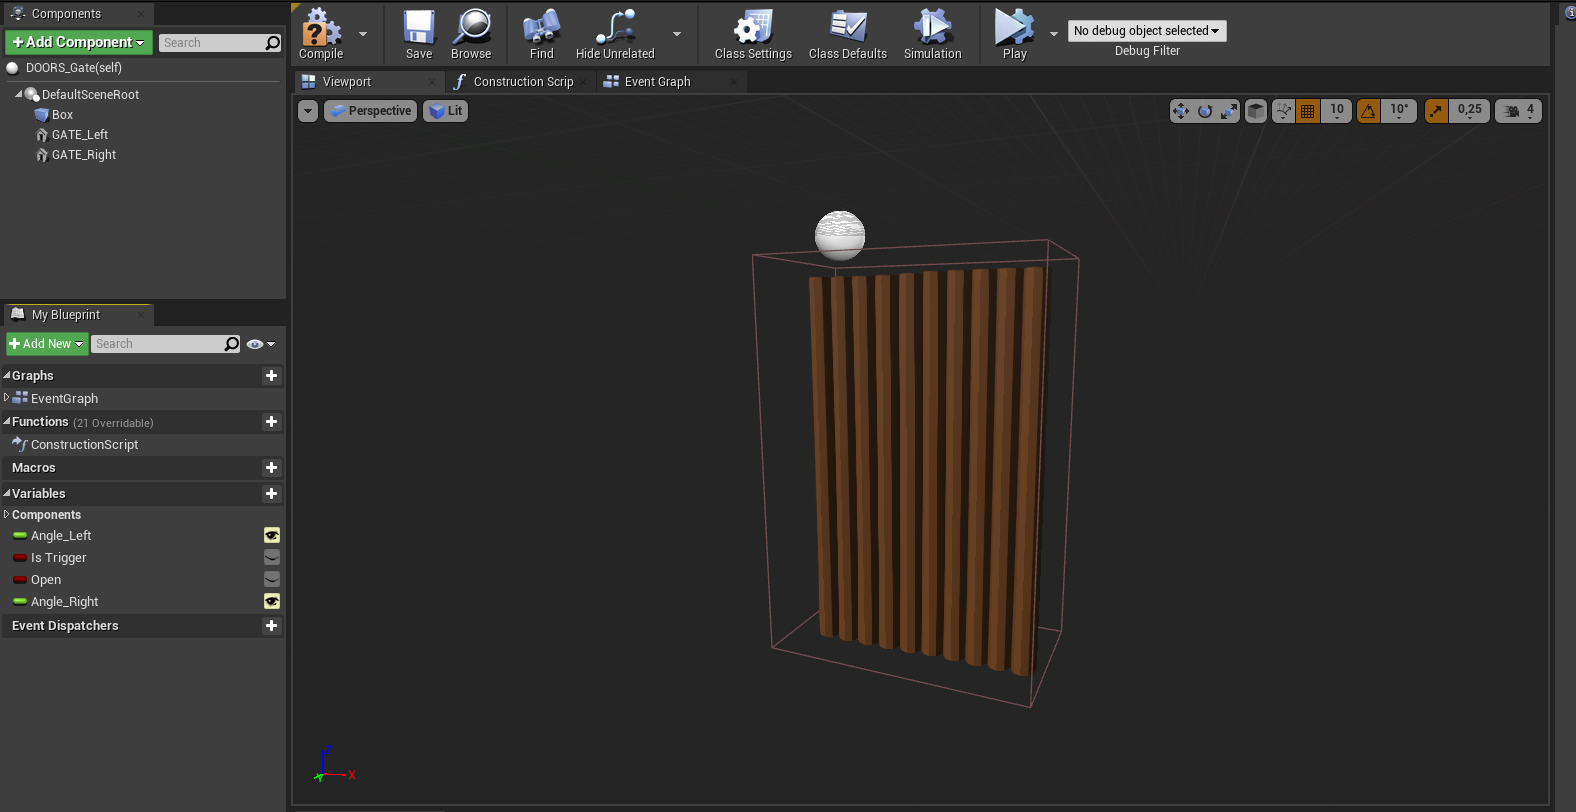 Components
+ Add Component
Search
DOORS_Gate(self)
DefaultSceneRoot
Box
GATE_Left
GATE_Right
My Blueprint
+ Add New
Search
Graphs
EventGraph
Functions (21 Overridable)
ConstructionScript
Macros
Variables
Components
Angle_Left
Is Trigger
Open
Angle_Right
Event Dispatchers
Compile
Save
Browse
Find
Hide Unrelated
Class Settings
Class Defaults
Simulation
Play
No debug object selected
Debug Filter
Viewport
Construction Scrip
Event Graph
Perspective
Lit
10
10°
0,25
4
Z
X
Y